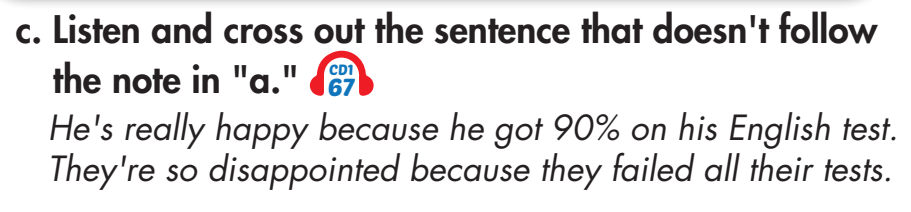 c. Listen and cross out the sentence that doesn't follow
the note in "a." CD1 67
He's really happy because he got 90% on his English test.
They're so disappointed because they failed all their tests.